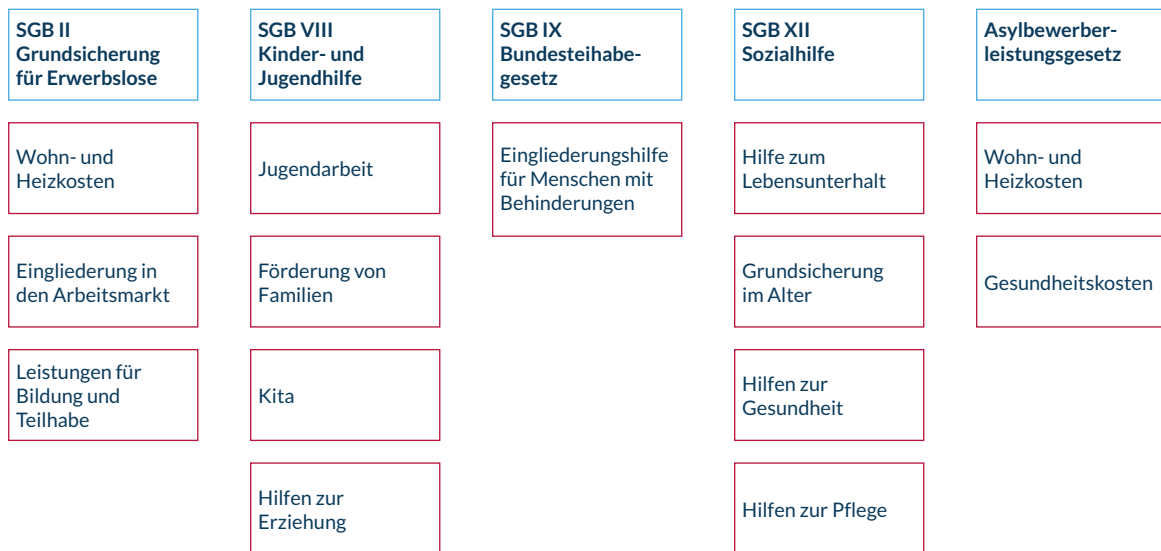 SGB II
Grundsicherung
für Erwerbslose
SGB VIII
Kinder- und
Jugendhilfe
SGB IX
Bundesteihabe-
gesetz
SGB XII
Sozialhilfe
Asylbewerber-
leistungsgesetz
Wohn- und
Heizkosten
Jugendarbeit
Eingliederungshilfe
für Menschen mit
Behinderungen
Hilfe zum
Lebensunterhalt
Wohn- und
Heizkosten
Eingliederung in
den Arbeitsmarkt
Förderung von
Familien
Grundsicherung
im Alter
Gesundheitskosten
Leistungen für
Bildung und
Teilhabe
Kita
Hilfen zur
Gesundheit
Hilfen zur
Erziehung
Hilfen zur Pflege